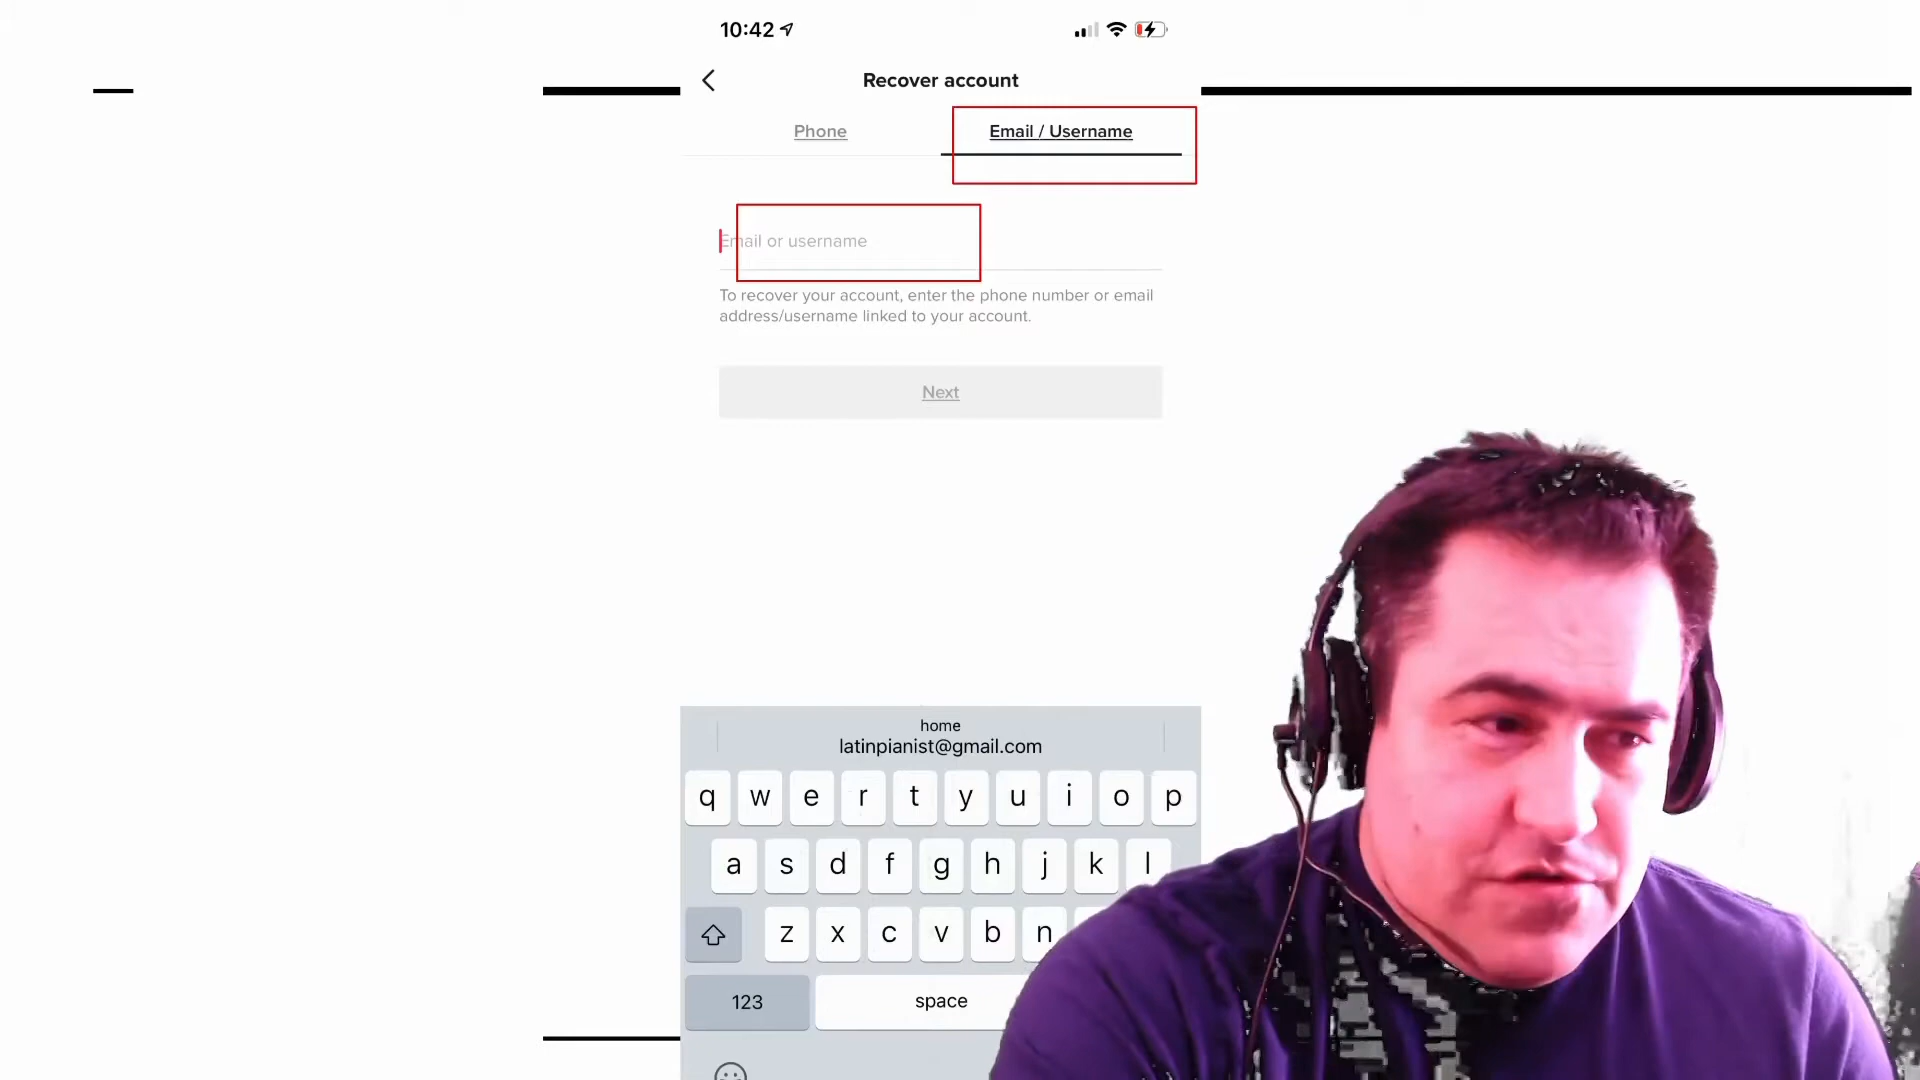 10:42
Recover account
Phone
Email / Username
Email or username
To recover your account, enter the phone number or email
address/username linked to your account.
Next
home
latinpianist@gmail.com
q w e r t y u i o p
a s d f g h j k l
z x c v b n
123 space